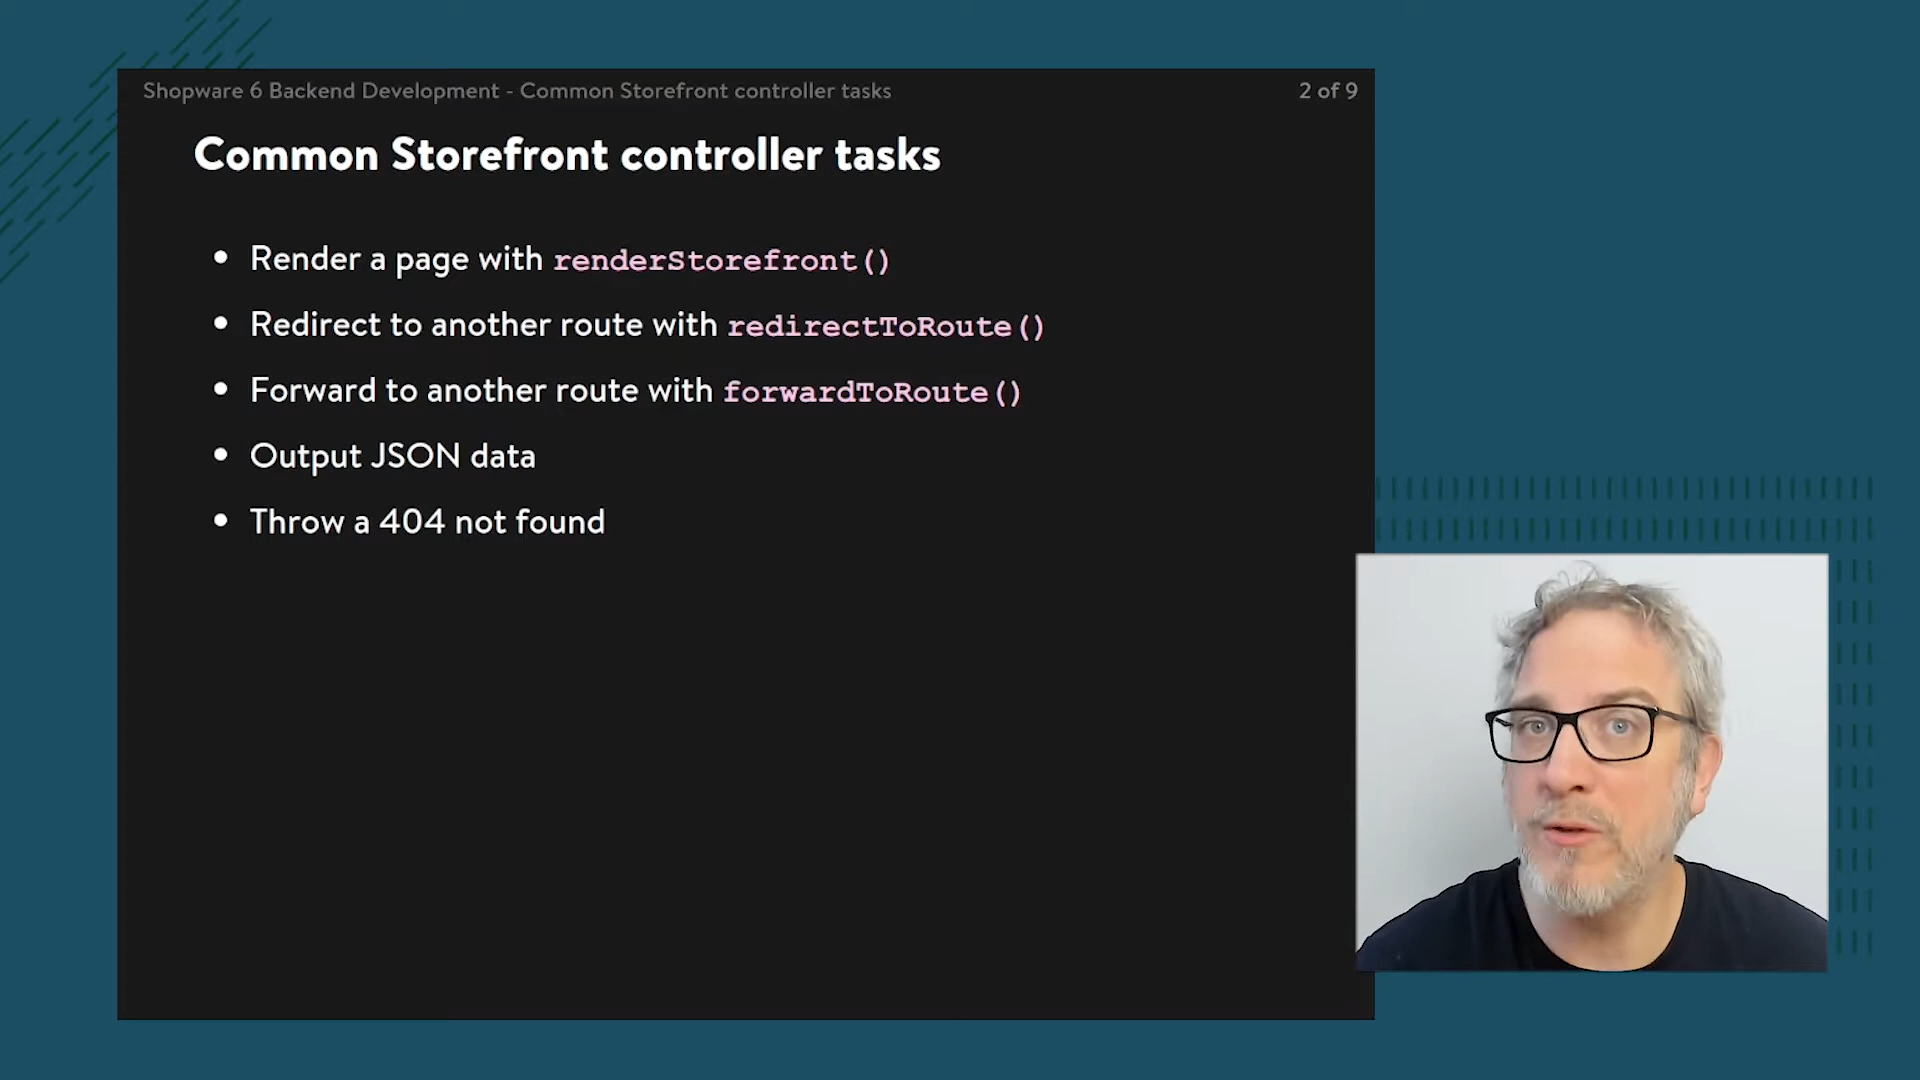 Shopware 6 Backend Development - Common Storefront controller tasks
2 of 9
Common Storefront controller tasks
• Render a page with renderStorefront()
• Redirect to another route with redirectToRoute()
• Forward to another route with forwardToRoute()
• Output JSON data
• Throw a 404 not found